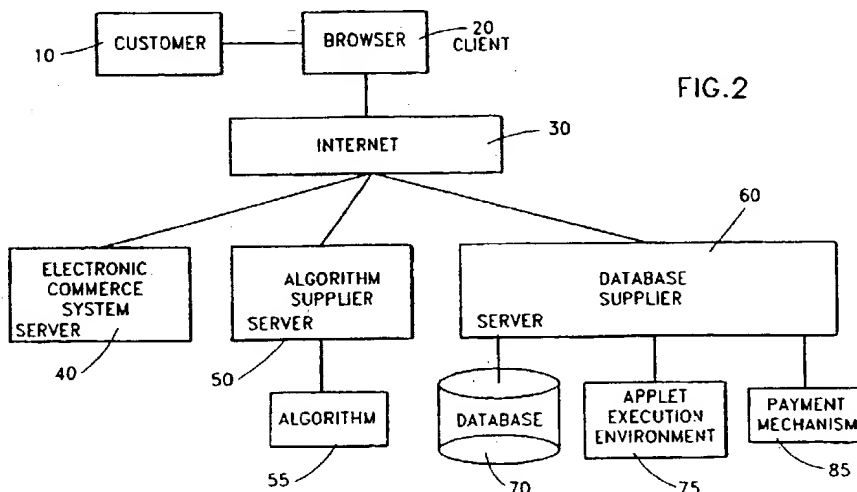 10
CUSTOMER
BROWSER
20
CLIENT
FIG.2
INTERNET
30
60
ELECTRONIC
COMMERCE
SYSTEM
SERVER
40
ALGORITHM
SUPPLIER
SERVER
50
DATABASE
SUPPLIER
SERVER
ALGORITHM
55
DATABASE
70
APPLET
EXECUTION
ENVIRONMENT
75
PAYMENT
MECHANISM
85